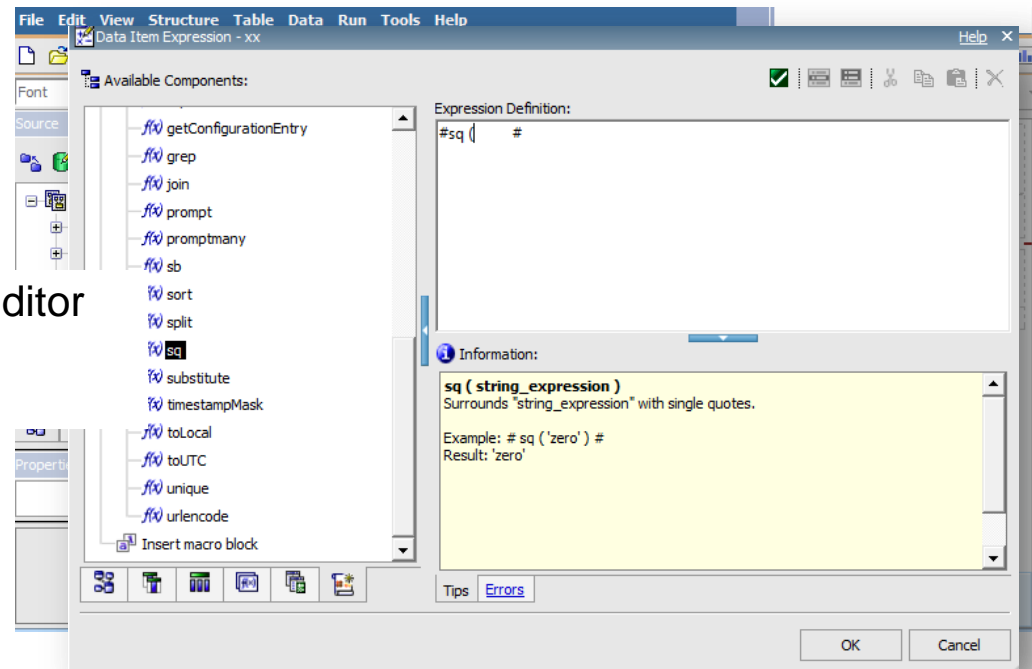 File Edit View Structure Table Data Run Tools Help
Data Item Expression - xx
Help
Font
Available Components:
Source
Expression Definition:
#sq ( #
f(x) getConfigurationEntry
f(x) grep
f(x) join
f(x) prompt
f(x) promptmany
f(x) sb
ditor
f(x) sort
f(x) split
f(x) sq
f(x) substitute
f(x) timestampMask
f(x) toLocal
f(x) toUTC
f(x) unique
f(x) urlencode
Insert macro block
Information:
sq ( string_expression )
Surrounds "string_expression" with single quotes.
Example: # sq ( 'zero' ) #
Result: 'zero'
Properti
Tips Errors
OK Cancel